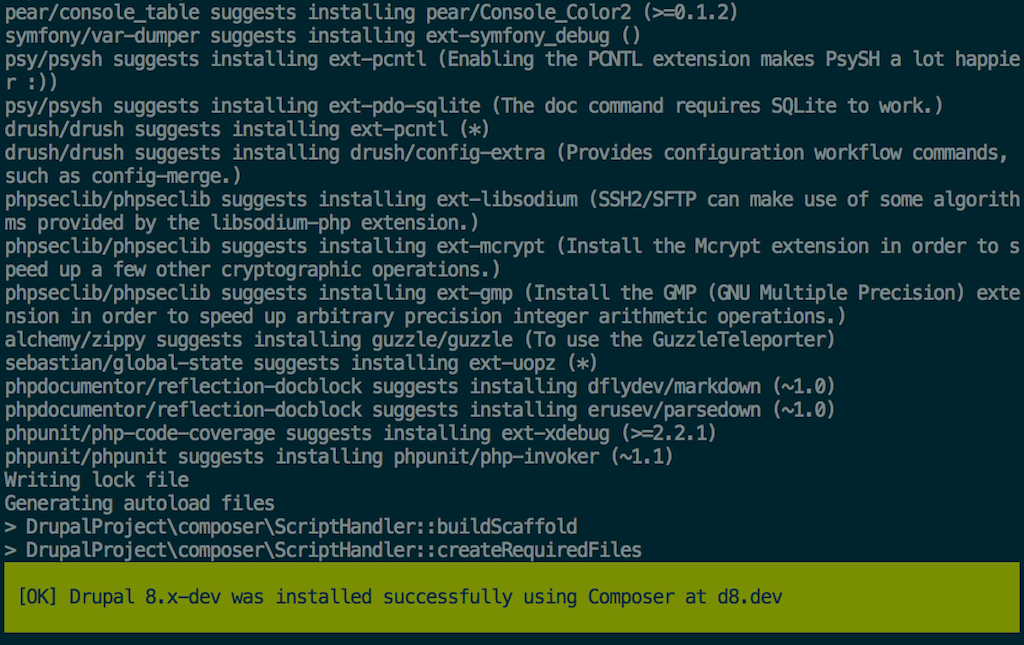 pear/console_table suggests installing pear/Console_Color2 (>=0.1.2)
symfony/var-dumper suggests installing ext-symfony_debug ()
psy/psysh suggests installing ext-pcntl (Enabling the PCNTL extension makes PsySH a lot happie
r :))
psy/psysh suggests installing ext-pdo-sqlite (The doc command requires SQLite to work.)
drush/drush suggests installing ext-pcntl (*)
drush/drush suggests installing drush/config-extra (Provides configuration workflow commands,
such as config-merge.)
phpseclib/phpseclib suggests installing ext-libsodium (SSH2/SFTP can make use of some algorith
ms provided by the libsodium-php extension.)
phpseclib/phpseclib suggests installing ext-mcrypt (Install the Mcrypt extension in order to s
peed up a few other cryptographic operations.)
phpseclib/phpseclib suggests installing ext-gmp (Install the GMP (GNU Multiple Precision) exte
nsion in order to speed up arbitrary precision integer arithmetic operations.)
alchemy/zippy suggests installing guzzle/guzzle (To use the GuzzleTeleporter)
sebastian/global-state suggests installing ext-uopz (*)
phpdocumentor/reflection-docblock suggests installing dflydev/markdown (~1.0)
phpdocumentor/reflection-docblock suggests installing erusev/parsedown (~1.0)
phpunit/php-code-coverage suggests installing ext-xdebug (>=2.2.1)
phpunit/phpunit suggests installing phpunit/php-invoker (~1.1)
Writing lock file
Generating autoload files
> DrupalProject\composer\ScriptHandler::buildScaffold
> DrupalProject\composer\ScriptHandler::createRequiredFiles
[OK] Drupal 8.x-dev was installed successfully using Composer at d8.dev